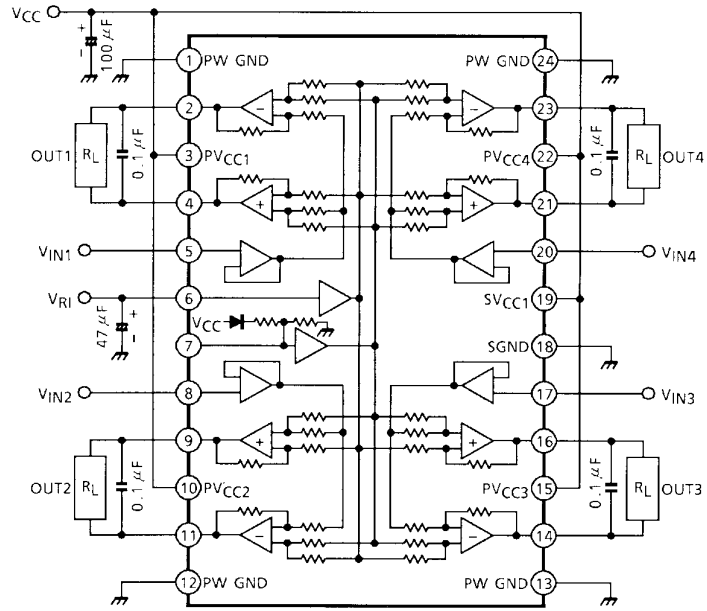 VCC
100 μF
- +
1 PW GND
PW GND 24
2
-
-
23
OUT1
RL
0.1 μF
3 PVCC1
PVCC4 22
0.1 μF
RL
OUT4
4
+
+
21
VIN1
5
20
VIN4
VRI
6
SVCC1 19
47 μF
- +
VCC
7
SGND 18
VIN2
8
17
VIN3
9
+
+
16
OUT2
RL
0.1 μF
10 PVCC2
PVCC3 15
0.1 μF
RL
OUT3
11
-
-
14
12 PW GND
PW GND 13